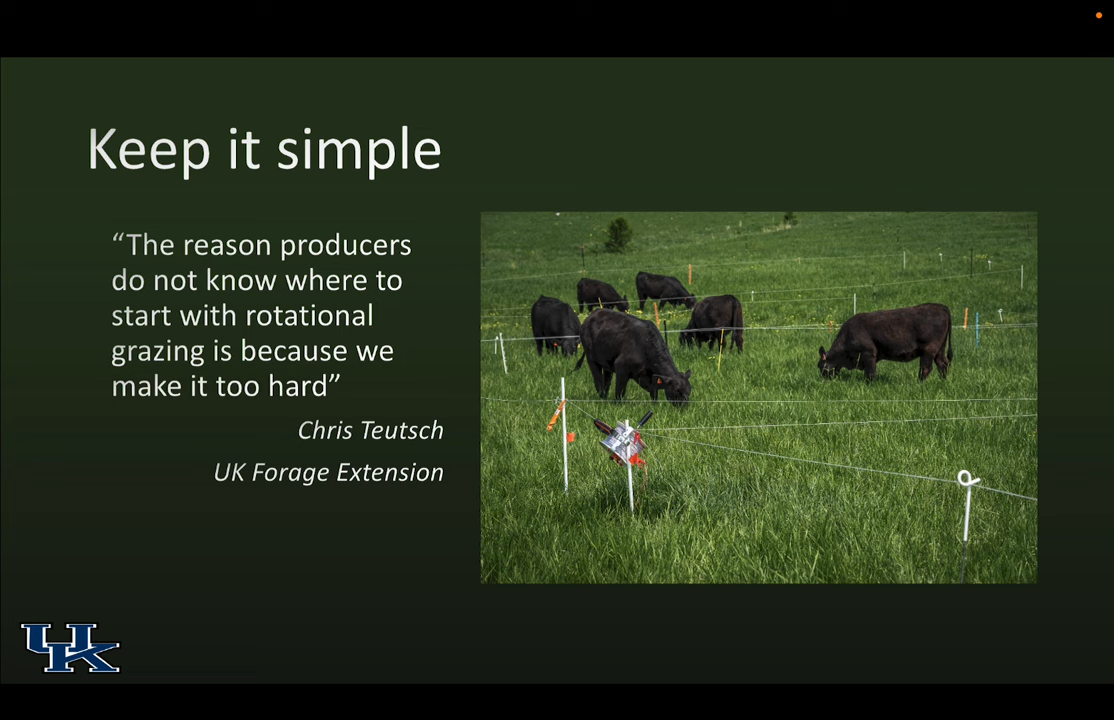 Keep it simple
“The reason producers
do not know where to
start with rotational
grazing is because we
make it too hard”
Chris Teutsch
UK Forage Extension
UK